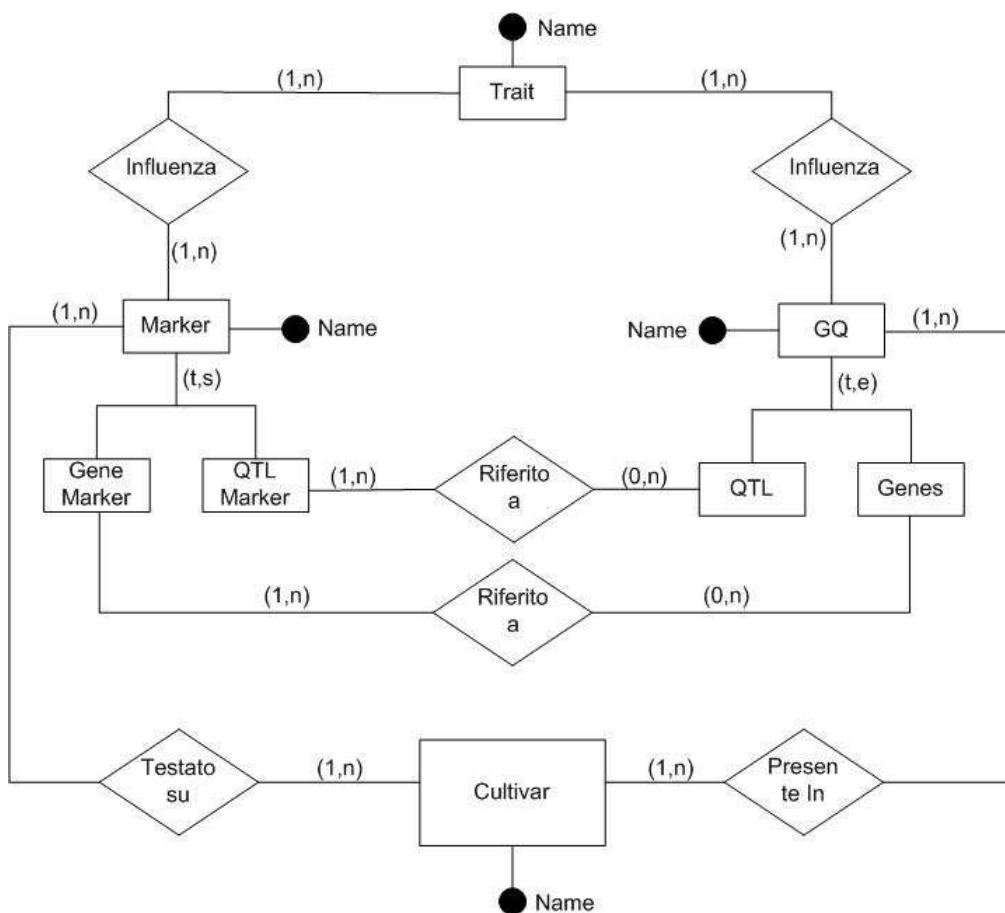 Name
(1,n)
Trait
(1,n)
Influenza
Influenza
(1,n)
(1,n)
(1,n)
Marker
Name
Name
GQ
(1,n)
(t,s)
(t,e)
Gene
Marker
QTL
Marker
(1,n)
Riferito
a
(0,n)
QTL
Genes
(1,n)
Riferito
a
(0,n)
Testato
su
(1,n)
Cultivar
(1,n)
Presen
te In
Name